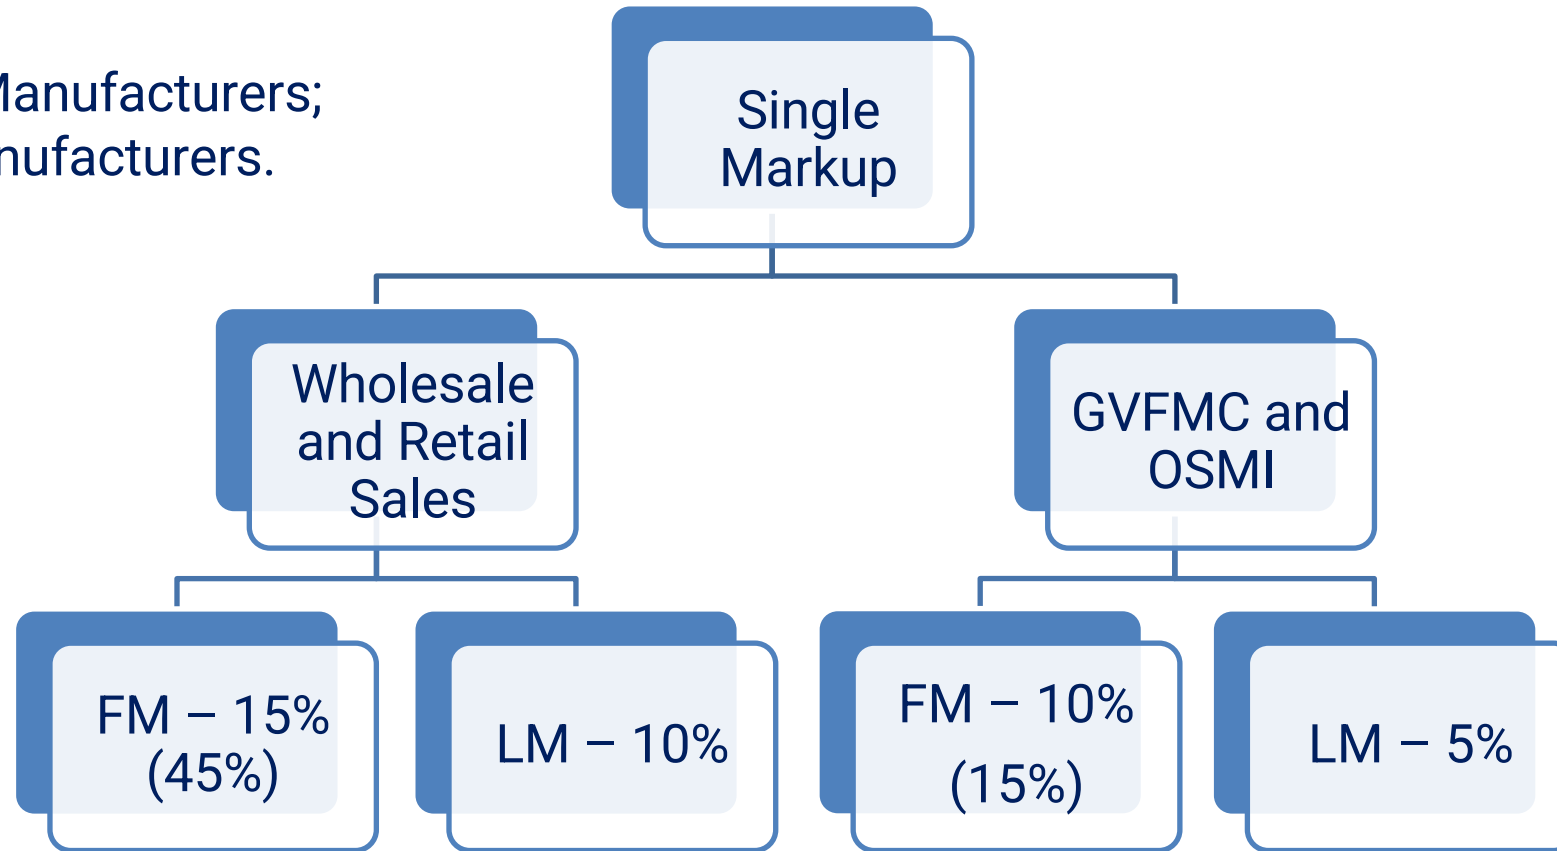 Manufacturers;
nufacturers.
Single
Markup
Wholesale
and Retail
Sales
GVFMC and
OSMI
FM – 15%
(45%)
LM – 10%
FM – 10%
(15%)
LM – 5%